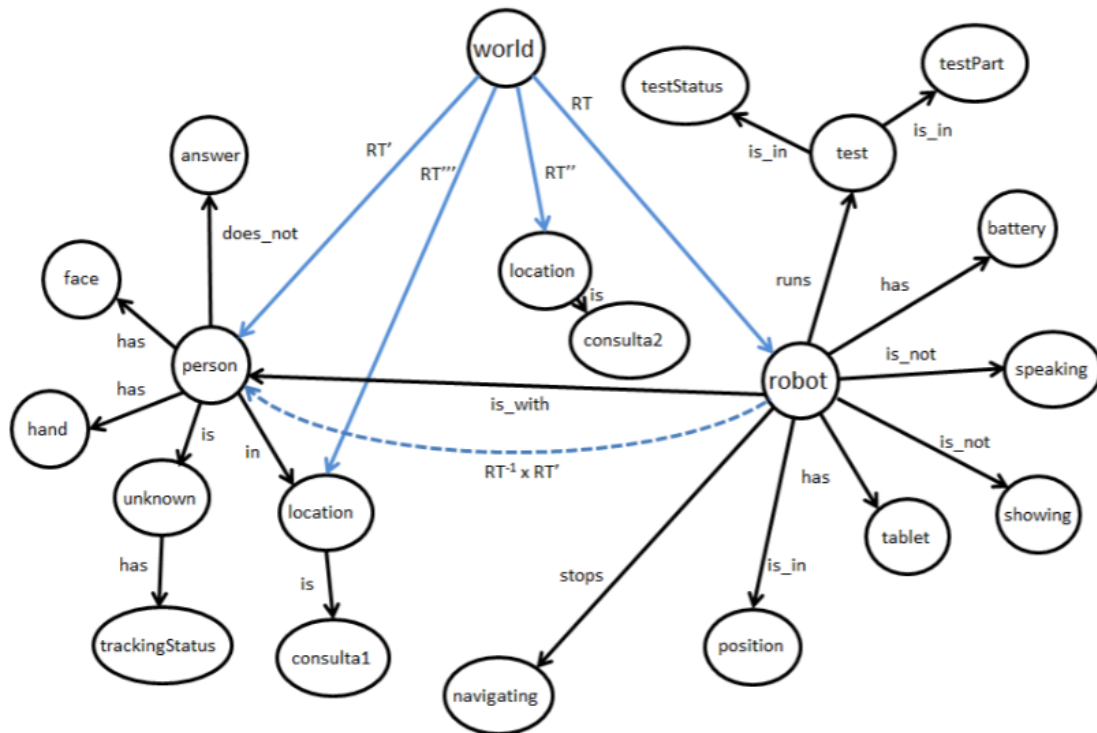 world
testStatus
testPart
RT
is_in
is_in
test
answer
RT′
RT′′′
RT′′
does_not
battery
face
location
runs
has
has
is
consulta2
person
is_not
speaking
robot
has
is_with
hand
is
in
is_not
RT⁻¹ x RT′
has
unknown
location
showing
tablet
has
is
stops
is_in
trackingStatus
consulta1
position
navigating